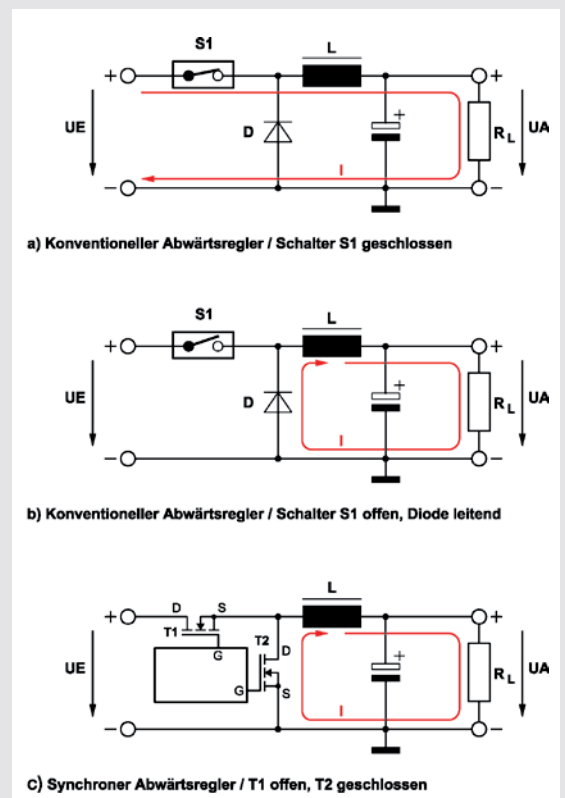 S1
L
+
+
UE
D
+
R L
UA
I
−
−
a) Konventioneller Abwärtsregler / Schalter S1 geschlossen
S1
L
+
+
UE
D
+
R L
UA
I
−
−
b) Konventioneller Abwärtsregler / Schalter S1 offen, Diode leitend
L
+
D
S
+
T1
T2
G
D
UE
+
R L
UA
G
S
I
−
−
c) Synchroner Abwärtsregler / T1 offen, T2 geschlossen